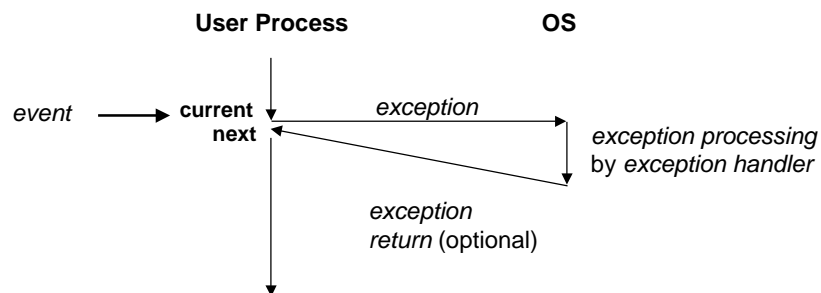 User Process OS
event current exception
next
exception processing
by exception handler
exception
return (optional)